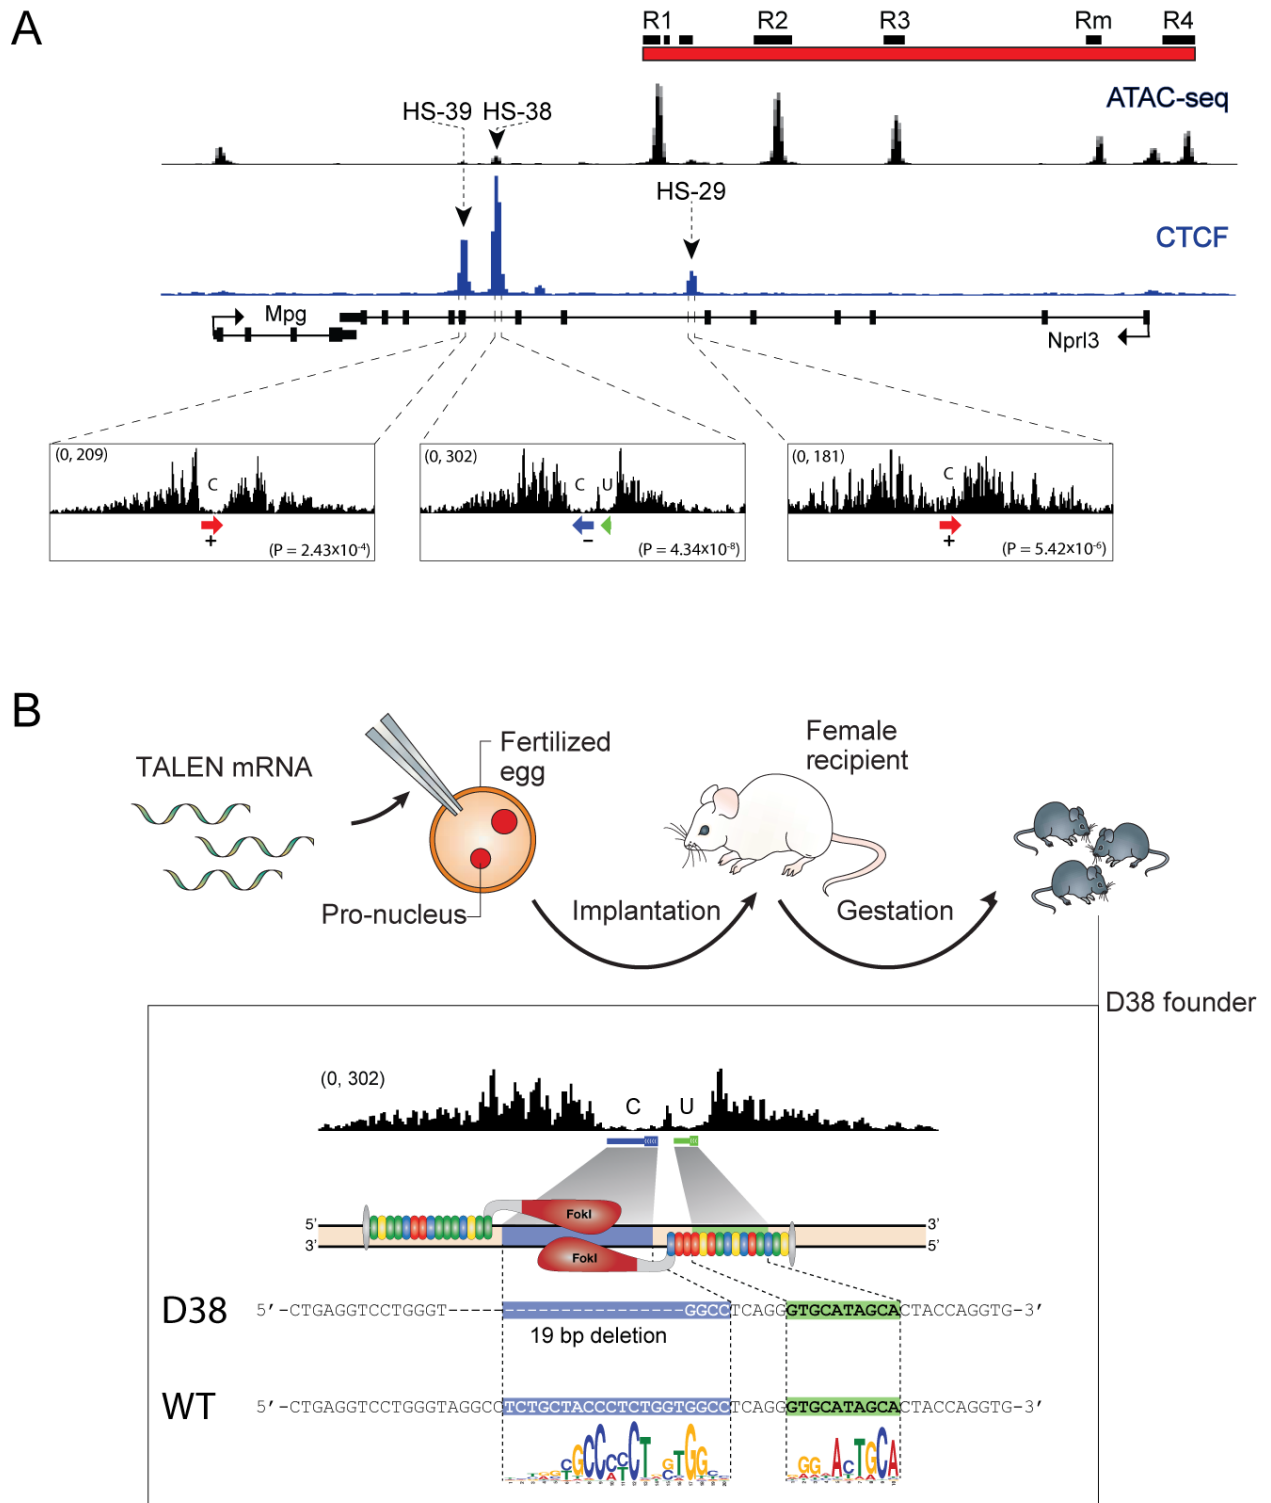 A
R1 R2 R3 Rm R4
ATAC-seq
HS-39 HS-38
HS-29
CTCF
Mpg
Nprl3
(0, 209)
C
+
(P = 2.43x10-4)
(0, 302)
C U
–
(P = 4.34x10-8)
(0, 181)
C
+
(P = 5.42x10-6)
B
TALEN mRNA
Fertilized
egg
Female
recipient
Pro-nucleus
Implantation
Gestation
D38 founder
(0, 302)
C U
5' FokI 3'
3' FokI 5'
D38 5'-CTGAGGTCCTGGGT-------------------GGCCTCAGGGTGCATAGCACTACCAGGTG-3'
19 bp deletion
WT 5'-CTGAGGTCCTGGGTAGGCCTCTGCTACCCTCTGGTGGCCTCAGGGTGCATAGCACTACCAGGTG-3'